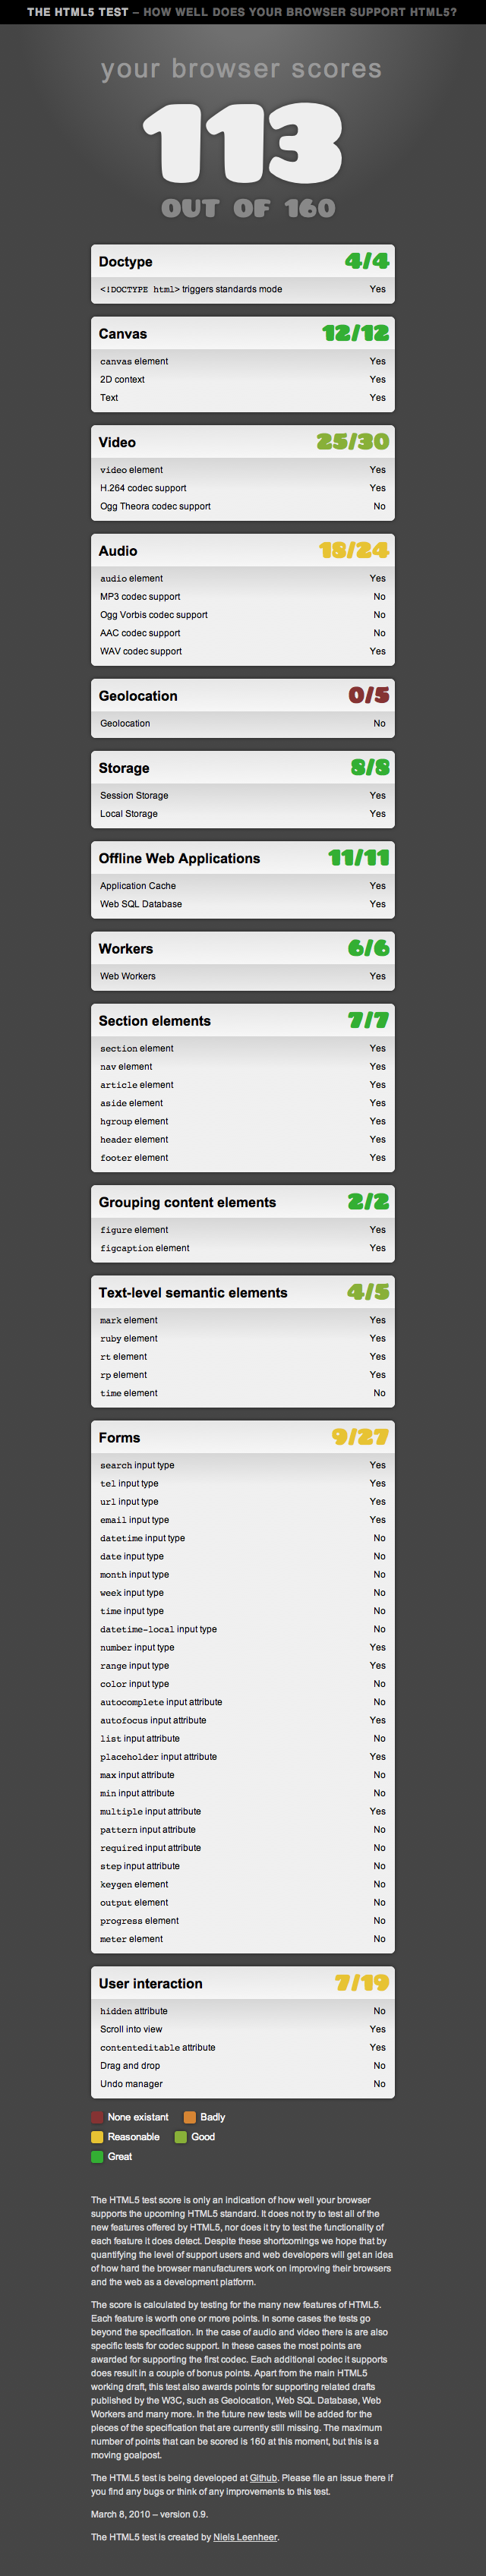 THE HTML5 TEST – HOW WELL DOES YOUR BROWSER SUPPORT HTML5?
your browser scores
113
OUT OF 160
Doctype 4/4
<!DOCTYPE html> triggers standards mode Yes
Canvas 12/12
canvas element Yes
2D context Yes
Text Yes
Video 25/30
video element Yes
H.264 codec support Yes
Ogg Theora codec support No
Audio 18/24
audio element Yes
MP3 codec support No
Ogg Vorbis codec support No
AAC codec support No
WAV codec support Yes
Geolocation 0/5
Geolocation No
Storage 8/8
Session Storage Yes
Local Storage Yes
Offline Web Applications 11/11
Application Cache Yes
Web SQL Database Yes
Workers 6/6
Web Workers Yes
Section elements 7/7
section element Yes
nav element Yes
article element Yes
aside element Yes
hgroup element Yes
header element Yes
footer element Yes
Grouping content elements 2/2
figure element Yes
figcaption element Yes
Text-level semantic elements 4/5
mark element Yes
ruby element Yes
rt element Yes
rp element Yes
time element No
Forms 9/27
search input type Yes
tel input type Yes
url input type Yes
email input type Yes
datetime input type No
date input type No
month input type No
week input type No
time input type No
datetime-local input type No
number input type Yes
range input type Yes
color input type No
autocomplete input attribute No
autofocus input attribute Yes
list input attribute No
placeholder input attribute Yes
max input attribute No
min input attribute No
multiple input attribute Yes
pattern input attribute No
required input attribute No
step input attribute No
keygen element No
output element No
progress element No
meter element No
User interaction 7/19
hidden attribute No
Scroll into view Yes
contenteditable attribute Yes
Drag and drop No
Undo manager No
None existant Badly
Reasonable Good
Great
The HTML5 test score is only an indication of how well your browser
supports the upcoming HTML5 standard. It does not try to test all of the
new features offered by HTML5, nor does it try to test the functionality of
each feature it does detect. Despite these shortcomings we hope that by
quantifying the level of support users and web developers will get an idea
of how hard the browser manufacturers work on improving their browsers
and the web as a development platform.
The score is calculated by testing for the many new features of HTML5.
Each feature is worth one or more points. In some cases the tests go
beyond the specification. In the case of audio and video there is are also
specific tests for codec support. In these cases the most points are
awarded for supporting the first codec. Each additional codec it supports
does result in a couple of bonus points. Apart from the main HTML5
working draft, this test also awards points for supporting related drafts
published by the W3C, such as Geolocation, Web SQL Database, Web
Workers and many more. In the future new tests will be added for the
pieces of the specification that are currently still missing. The maximum
number of points that can be scored is 160 at this moment, but this is a
moving goalpost.
The HTML5 test is being developed at Github. Please file an issue there if
you find any bugs or think of any improvements to this test.
March 8, 2010 – version 0.9.
The HTML5 test is created by Niels Leenheer.